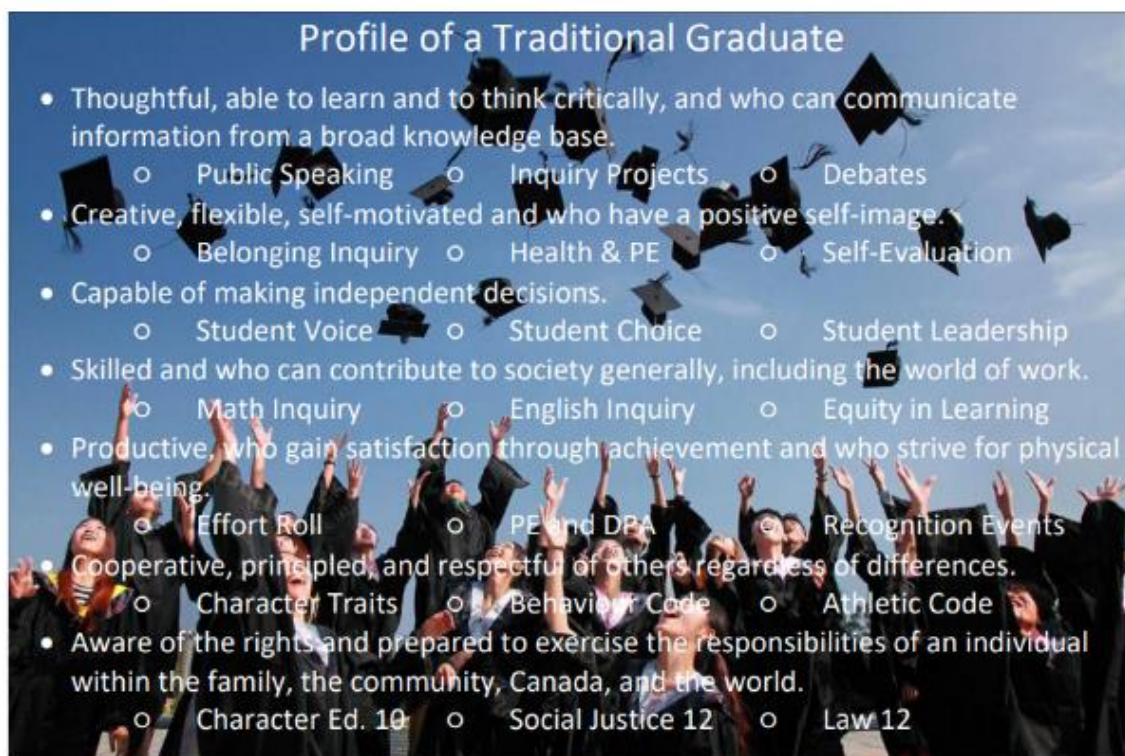 Profile of a Traditional Graduate
• Thoughtful, able to learn and to think critically, and who can communicate
information from a broad knowledge base.
o Public Speaking o Inquiry Projects o Debates
• Creative, flexible, self-motivated and who have a positive self-image.
o Belonging Inquiry o Health & PE o Self-Evaluation
• Capable of making independent decisions.
o Student Voice o Student Choice o Student Leadership
• Skilled and who can contribute to society generally, including the world of work.
o Math Inquiry o English Inquiry o Equity in Learning
• Productive, who gain satisfaction through achievement and who strive for physical
well-being.
o Effort Roll o PE and DPA o Recognition Events
• Cooperative, principled, and respectful of others regardless of differences.
o Character Traits o Behaviour Code o Athletic Code
• Aware of the rights and prepared to exercise the responsibilities of an individual
within the family, the community, Canada, and the world.
o Character Ed. 10 o Social Justice 12 o Law 12